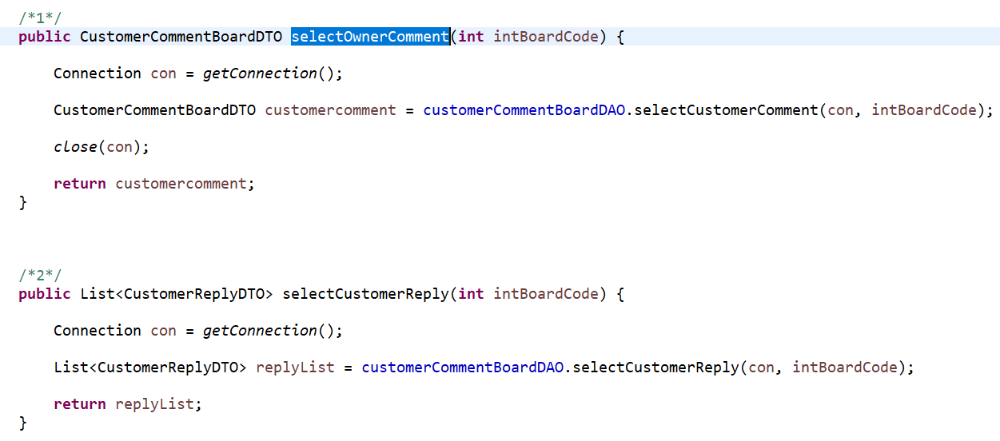 /*1*/
public CustomerCommentBoardDTO selectOwnerComment(int intBoardCode) {
Connection con = getConnection();
CustomerCommentBoardDTO customercomment = customerCommentBoardDAO.selectCustomerComment(con, intBoardCode);
close(con);
return customercomment;
}
/*2*/
public List<CustomerReplyDTO> selectCustomerReply(int intBoardCode) {
Connection con = getConnection();
List<CustomerReplyDTO> replyList = customerCommentBoardDAO.selectCustomerReply(con, intBoardCode);
return replyList;
}